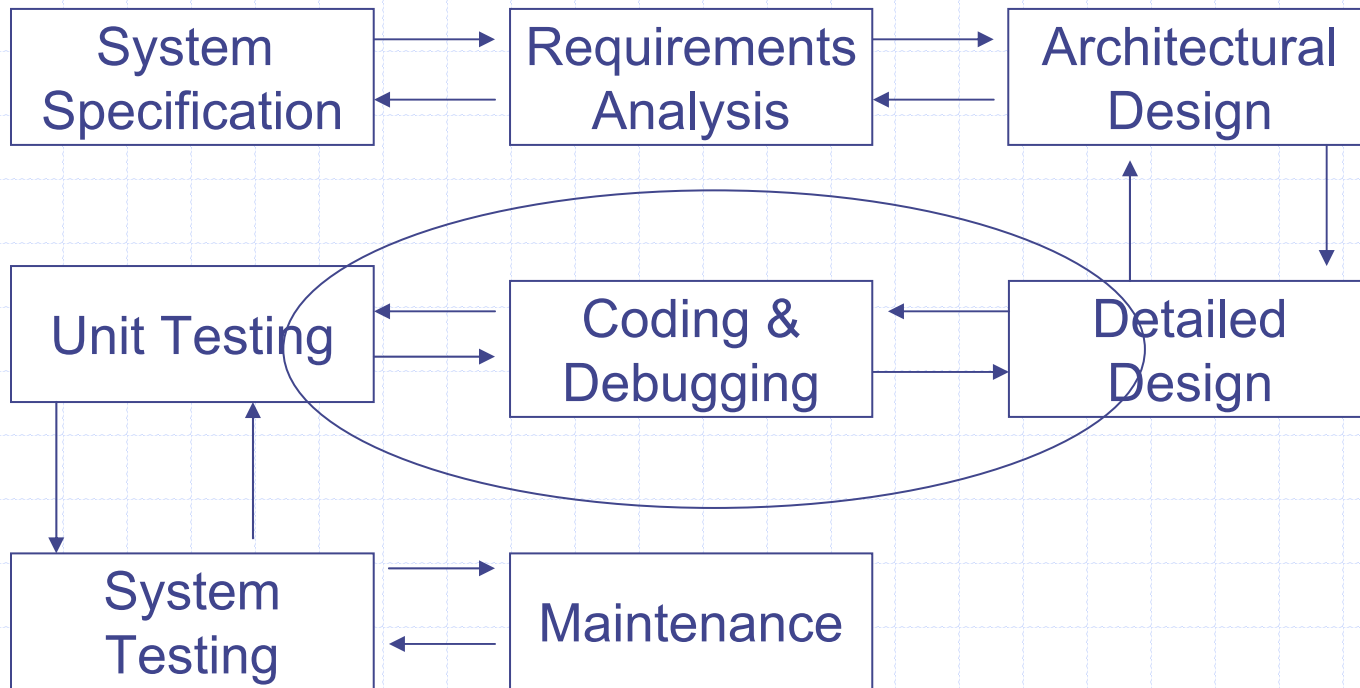 System
Specification
Requirements
Analysis
Architectural
Design
Unit Testing
Coding &
Debugging
Detailed
Design
System
Testing
Maintenance